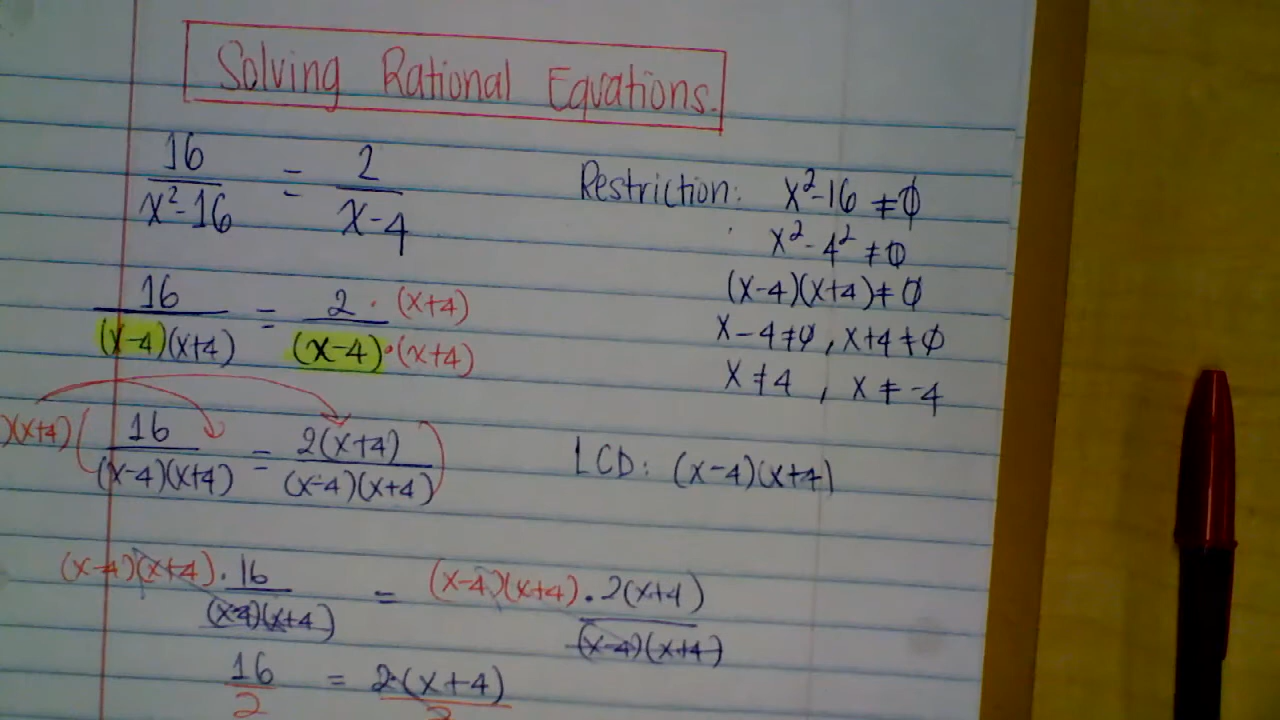 Solving Rational Equations.
16/(x²-16) = 2/(x-4)
Restriction: x²-16 ≠ 0
x²-4² ≠ 0
(x-4)(x+4) ≠ 0
x-4 ≠ 0, x+4 ≠ 0
x ≠ 4, x ≠ -4
16/((x-4)(x+4)) = 2·(x+4)/((x-4)·(x+4))
)(x+4)(16/((x-4)(x+4)) = 2(x+4)/((x-4)(x+4)))
LCD: (x-4)(x+4)
(x-4)(x+4)·16/((x-4)(x+4)) = (x-4)(x+4)·2(x+4)/((x-4)(x+4))
16/2 = 2·(x+4)/2